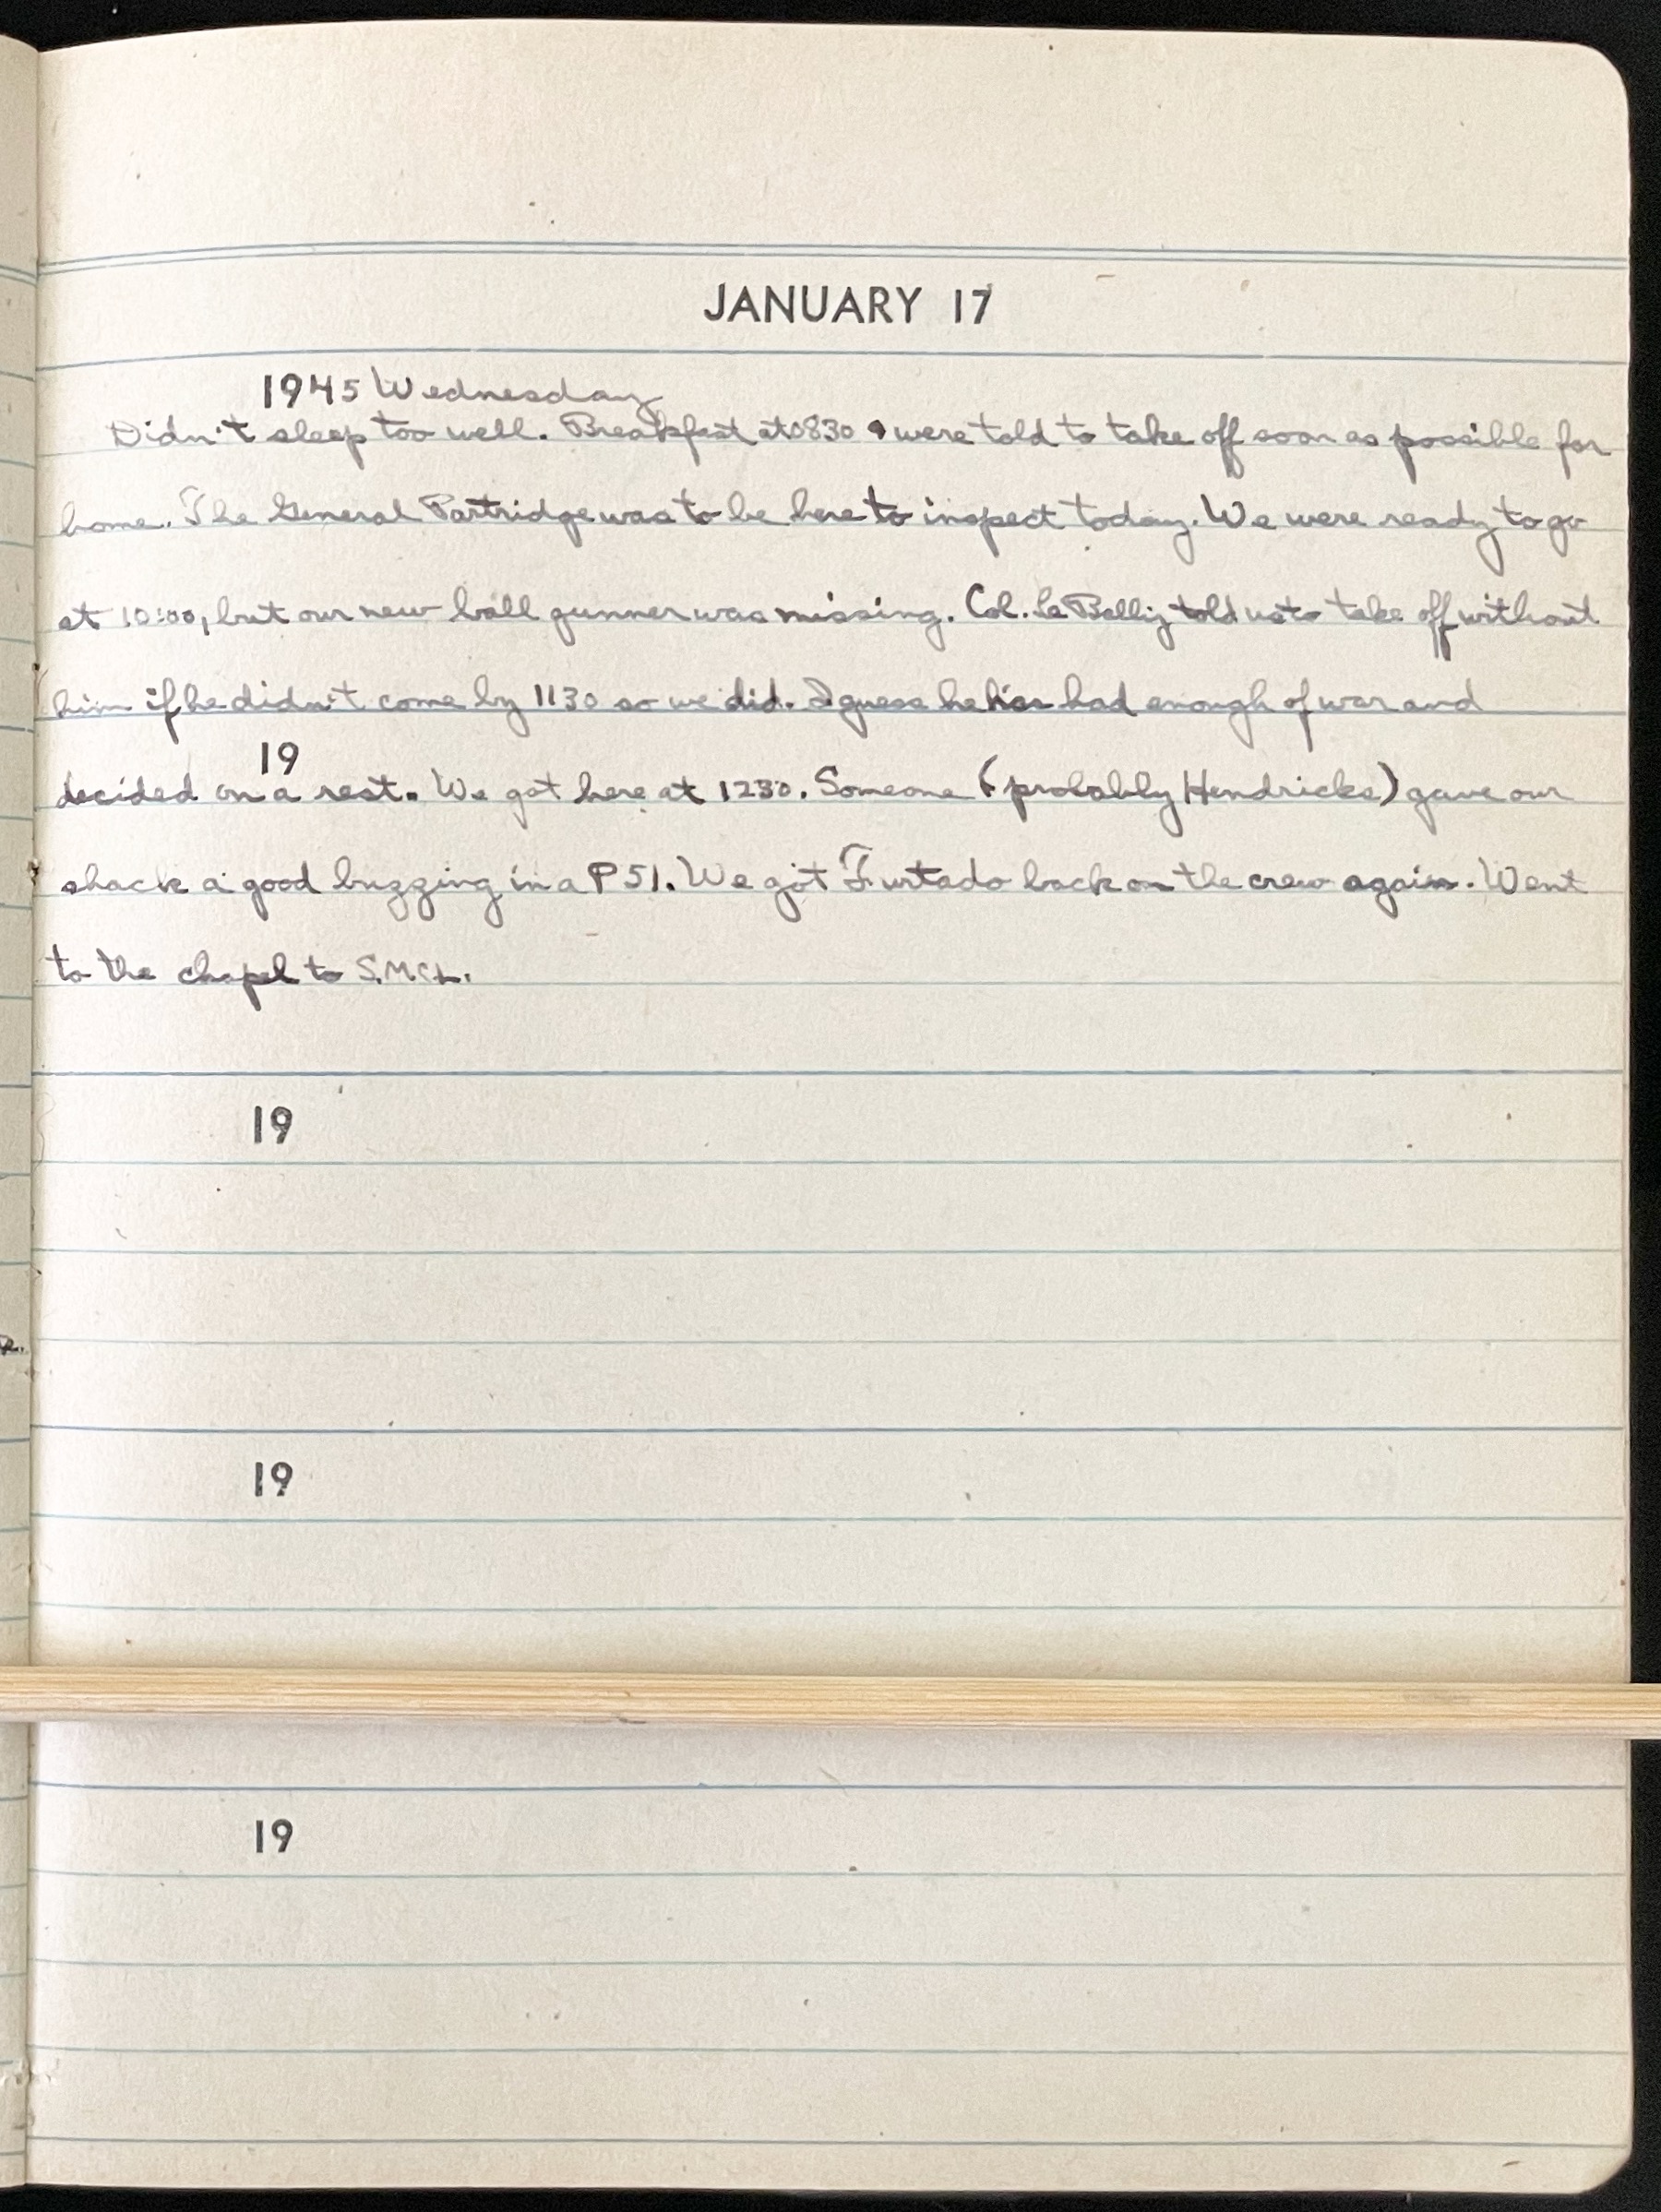 JANUARY 17
1945 Wednesday
Didn't sleep too well. Breakfast at 0830 & were told to take off soon as possible for
home. The General Partridge was to be here to inspect today. We were ready to go
at 10:00, but our new ball gunner was missing. Col. told us to take off without
him if he didn't come by 1130 so we did. I guess he has had enough of war and
19
decided on a rest. We got here at 1230. Someone (probably Hendricks) gave our
shack a good buzzing in a P51. We got Furtado back on the crew again. Went
to the chapel to
19
19
19